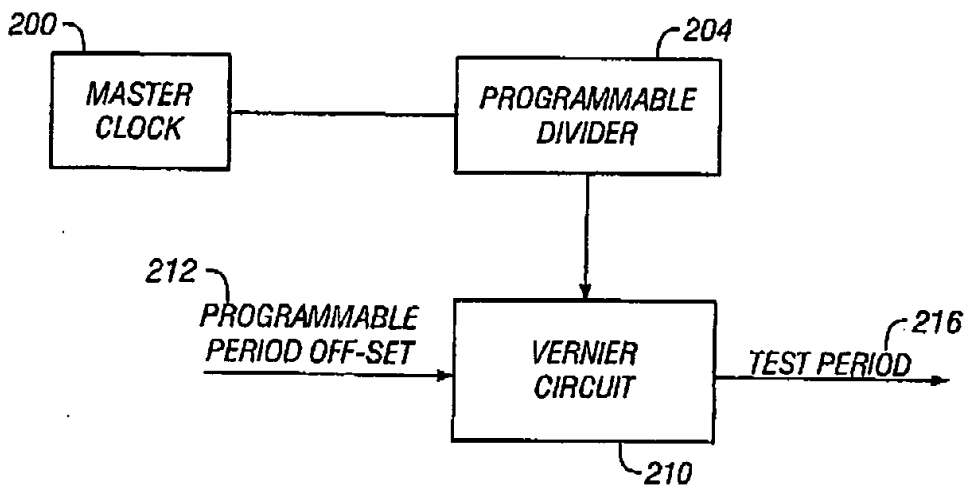 200
MASTER
CLOCK
204
PROGRAMMABLE
DIVIDER
212
PROGRAMMABLE
PERIOD OFF-SET
VERNIER
CIRCUIT
210
216
TEST PERIOD